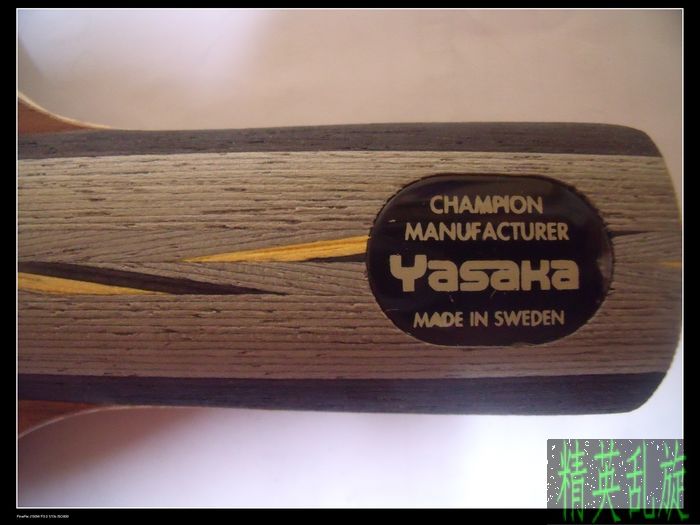 CHAMPION
MANUFACTURER
Yasaka
MADE IN SWEDEN
精英乱旋